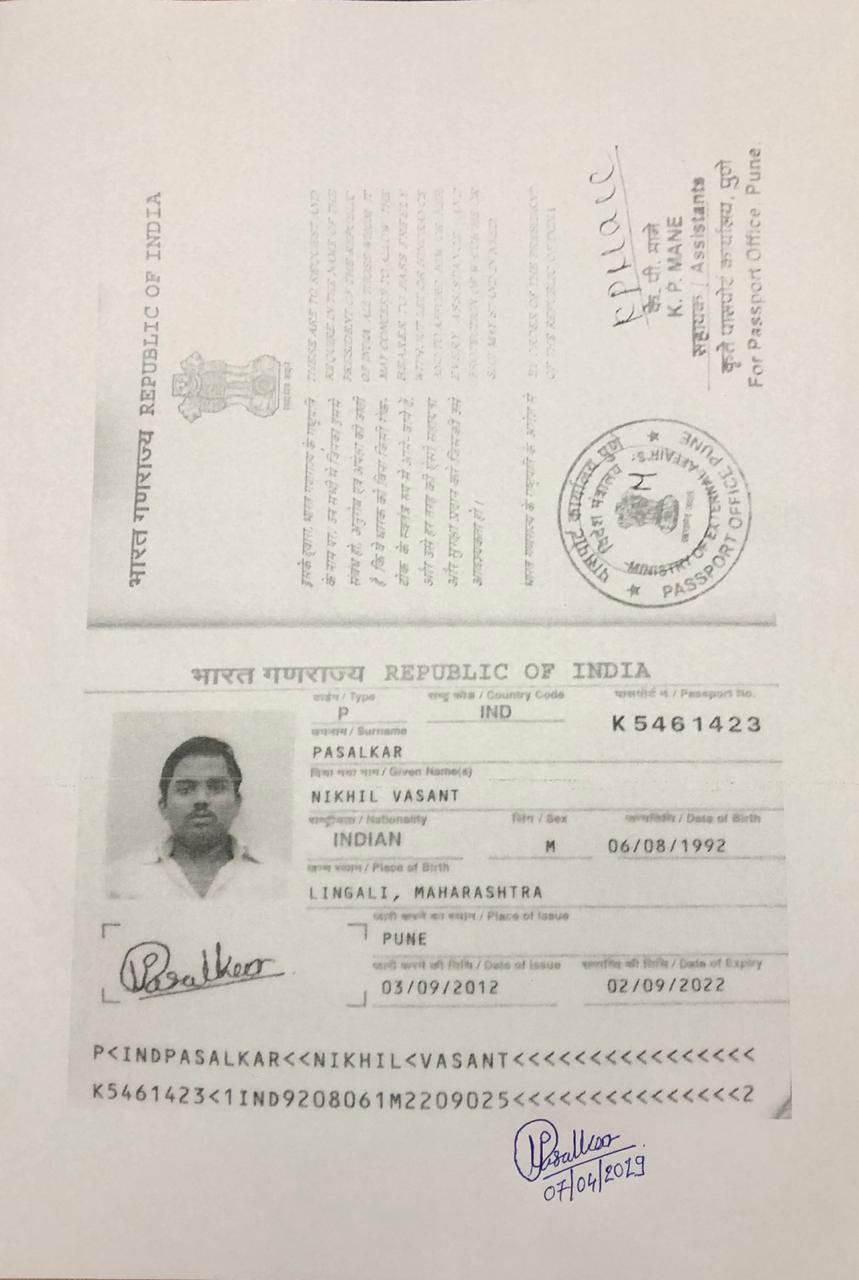 भारत गणराज्य REPUBLIC OF INDIA
THESE ARE TO REQUEST AND
REQUIRE IN THE NAME OF THE
PRESIDENT OF THE REPUBLIC
OF INDIA ALL THOSE WHOM IT
MAY CONCERN TO ALLOW THE
BEARER TO PASS FREELY
WITHOUT LET OR HINDRANCE
AND TO AFFORD HIM OR HER
EVERY ASSISTANCE AND
PROTECTION OF WHICH HE OR
SHE MAY STAND IN NEED.
BY ORDER OF THE PRESIDENT
OF THE REPUBLIC OF INDIA
के. पी. माने
K. P. MANE
सहायक / Assistants
कृते पासपोर्ट कार्यालय, पुणे
For Passport Office, Pune.
पासपोर्ट कार्यालय पुणे
विदेश मंत्रालय
MINISTRY OF EXTERNAL AFFAIR'S
PASSPORT OFFICE PUNE
भारत गणराज्य REPUBLIC OF INDIA
टाईप / Type
राष्ट्र कोड / Country Code
पासपोर्ट नं / Passport No.
P
IND
K5461423
उपनाम / Surname
PASALKAR
दिया गया नाम / Given Name(s)
NIKHIL VASANT
राष्ट्रीयता / Nationality
लिंग / Sex
जन्मतिथि / Date of Birth
INDIAN
M
06/08/1992
जन्म स्थान / Place of Birth
LINGALI, MAHARASHTRA
जारी करने का स्थान / Place of Issue
PUNE
जारी करने की तिथि / Date of Issue
समाप्ति की तिथि / Date of Expiry
03/09/2012
02/09/2022
Pasalkar
P<INDPASALKAR<<NIKHIL<VASANT<<<<<<<<<<<<<<<<
K5461423<1IND9208061M2209025<<<<<<<<<<<<<<<2
Pasalkar
07/04/2019